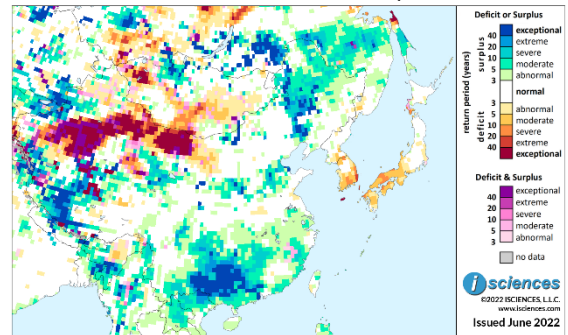 Deficit or Surplus
return period (years)
surplus
deficit
40
20
10
5
3
exceptional
extreme
severe
moderate
abnormal
normal
3
5
10
20
40
abnormal
moderate
severe
extreme
exceptional
Deficit & Surplus
40
20
10
5
3
exceptional
extreme
severe
moderate
abnormal
no data
isciences
©2022 ISCIENCES, L.L.C.
www.isciences.com
Issued June 2022